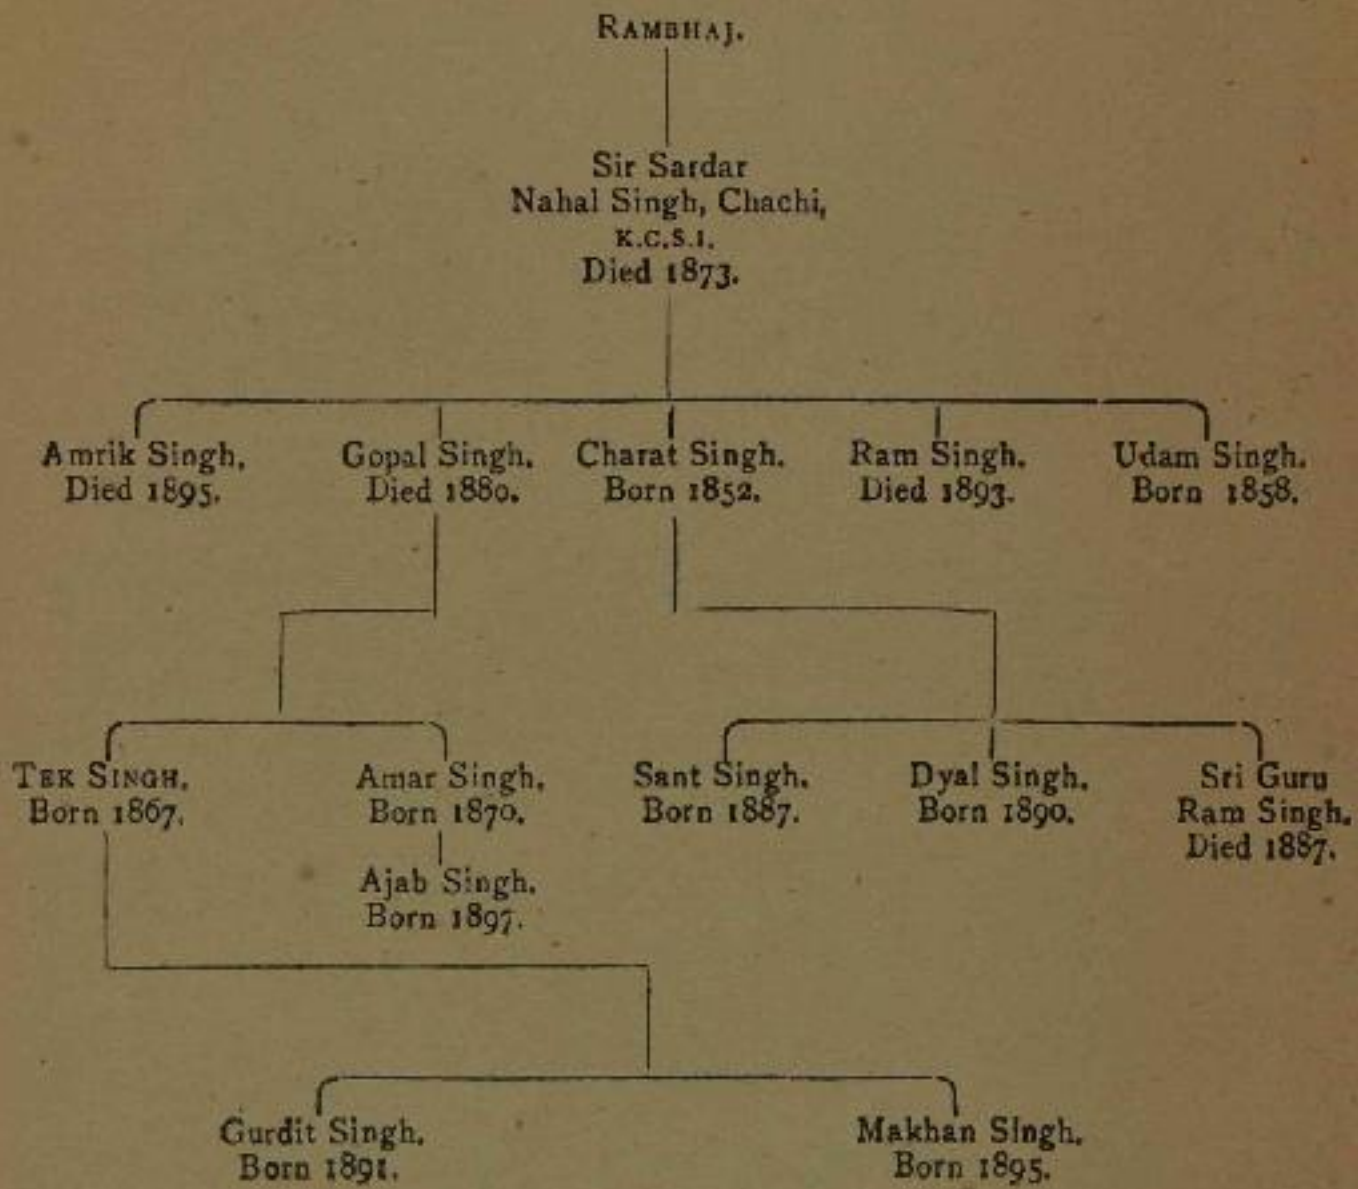 RAMBHAJ.
Sir Sardar
Nahal Singh, Chachi,
K.C.S.I.
Died 1873.
Amrik Singh,
Died 1895.
Gopal Singh.
Died 1880.
Charat Singh.
Born 1852.
Ram Singh.
Died 1893.
Udam Singh.
Born 1858.
TEK SINGH.
Born 1867.
Amar Singh,
Born 1870.
Ajab Singh.
Born 1897.
Sant Singh.
Born 1887.
Dyal Singh.
Born 1890.
Sri Guru
Ram Singh.
Died 1887.
Gurdit Singh.
Born 1891.
Makhan Singh.
Born 1895.